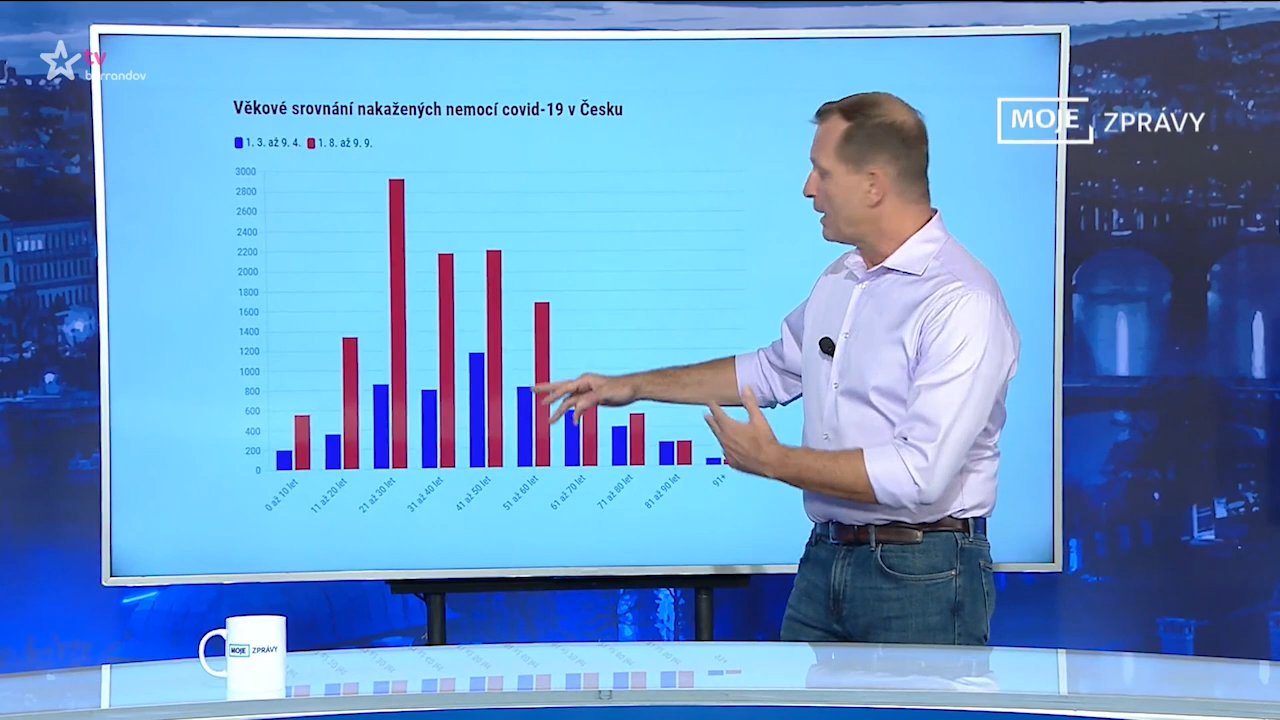 tv
barrandov
MOJE ZPRÁVY
Věkové srovnání nakažených nemocí covid-19 v Česku
1. 3. až 9. 4. 1. 8. až 9. 9.
3000
2800
2600
2400
2200
2000
1800
1600
1400
1200
1000
800
600
400
200
0
0 až 10 let
11 až 20 let
21 až 30 let
31 až 40 let
41 až 50 let
51 až 60 let
61 až 70 let
71 až 80 let
81 až 90 let
91+
MOJE ZPRÁVY